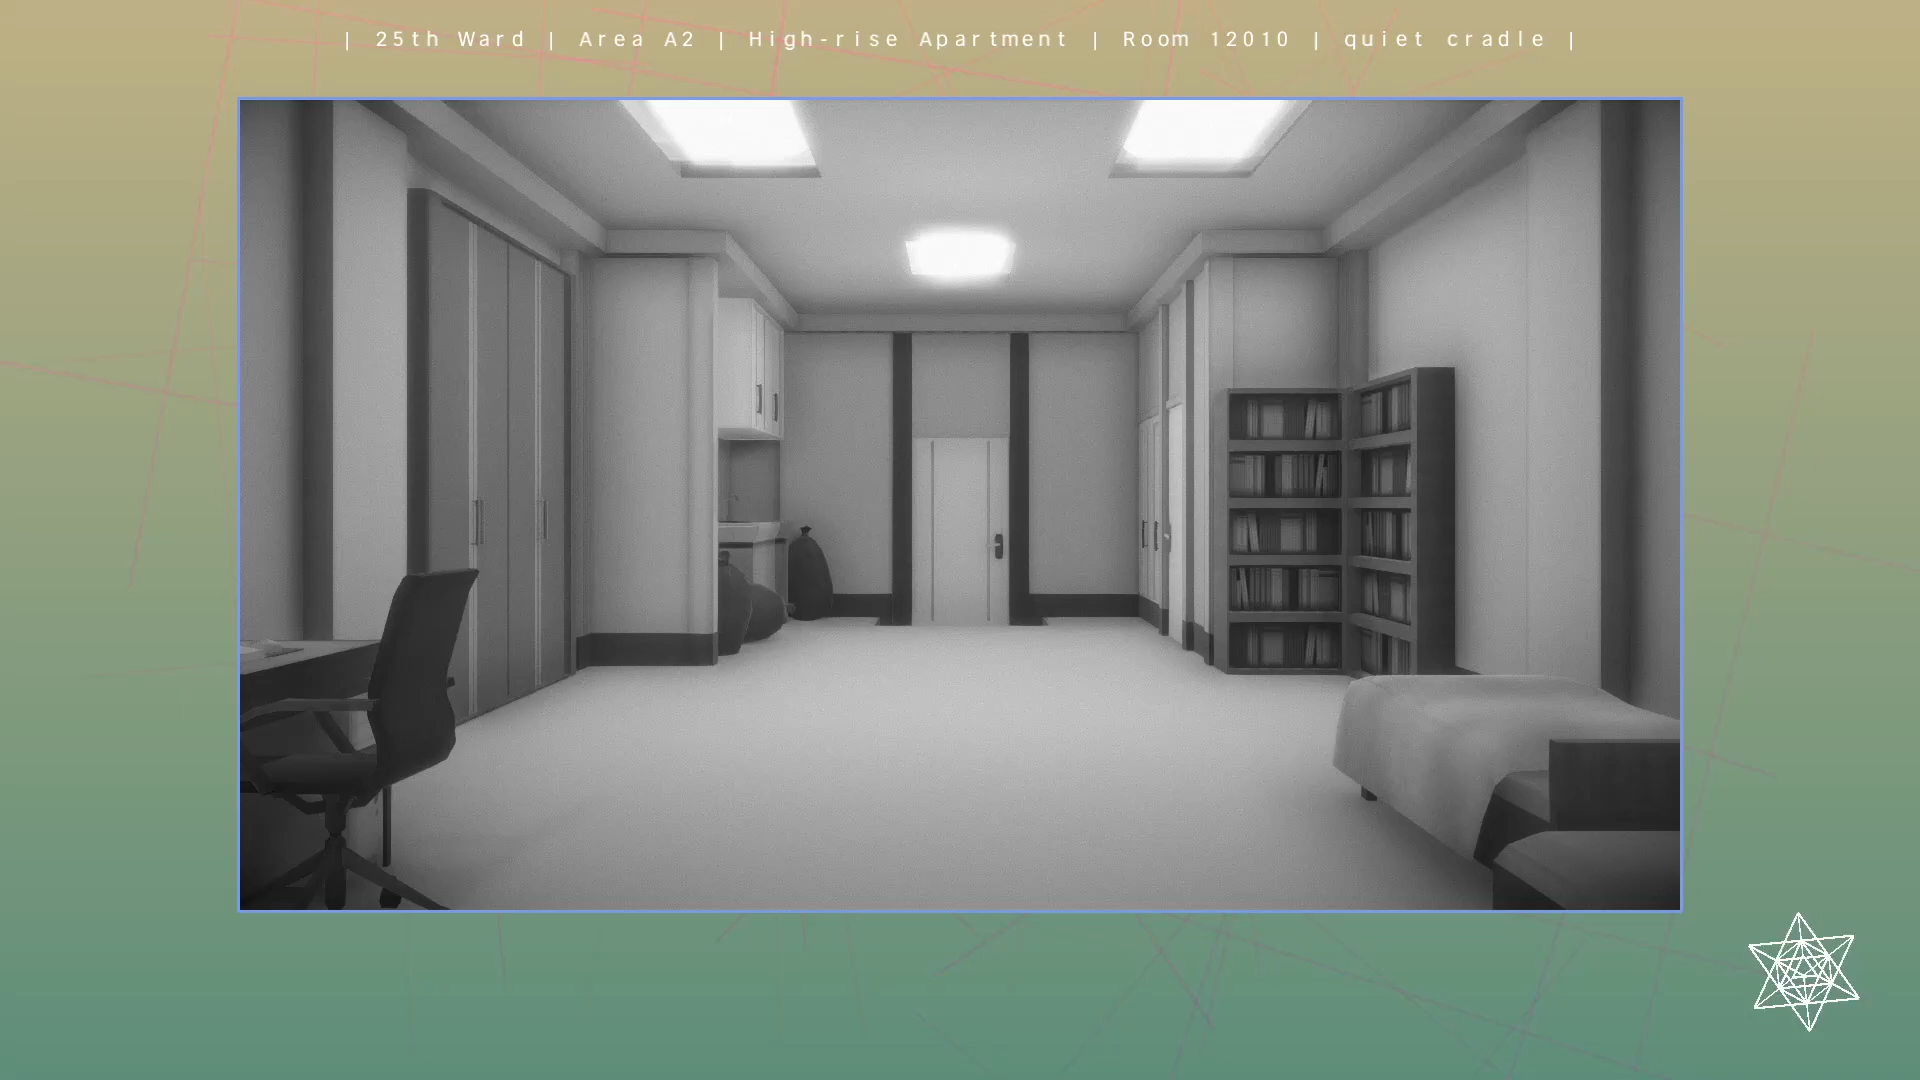 | 25th Ward | Area A2 | High-rise Apartment | Room 12010 | quiet cradle |